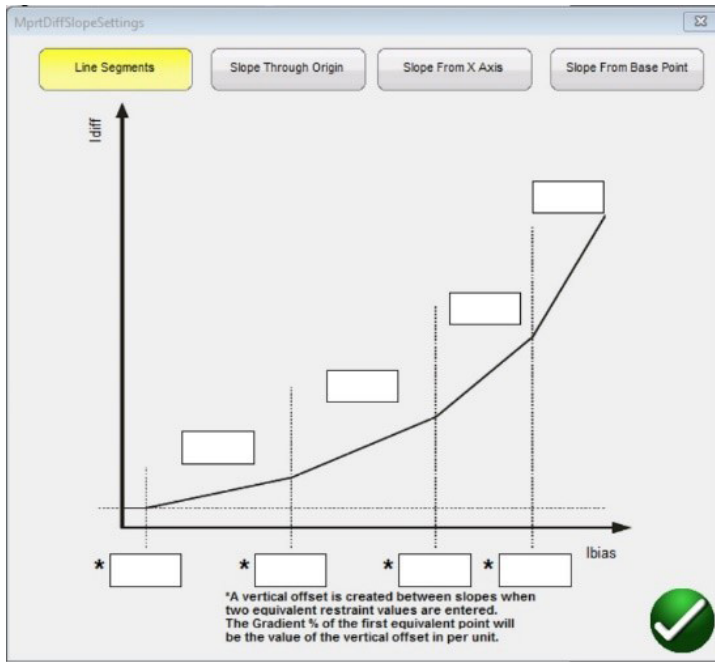 MprtDiffSlopeSettings
Line Segments
Slope Through Origin
Slope From X Axis
Slope From Base Point
Idiff
Ibias
*
*
*
*
*A vertical offset is created between slopes when
two equivalent restraint values are entered.
The Gradient % of the first equivalent point will
be the value of the vertical offset in per unit.